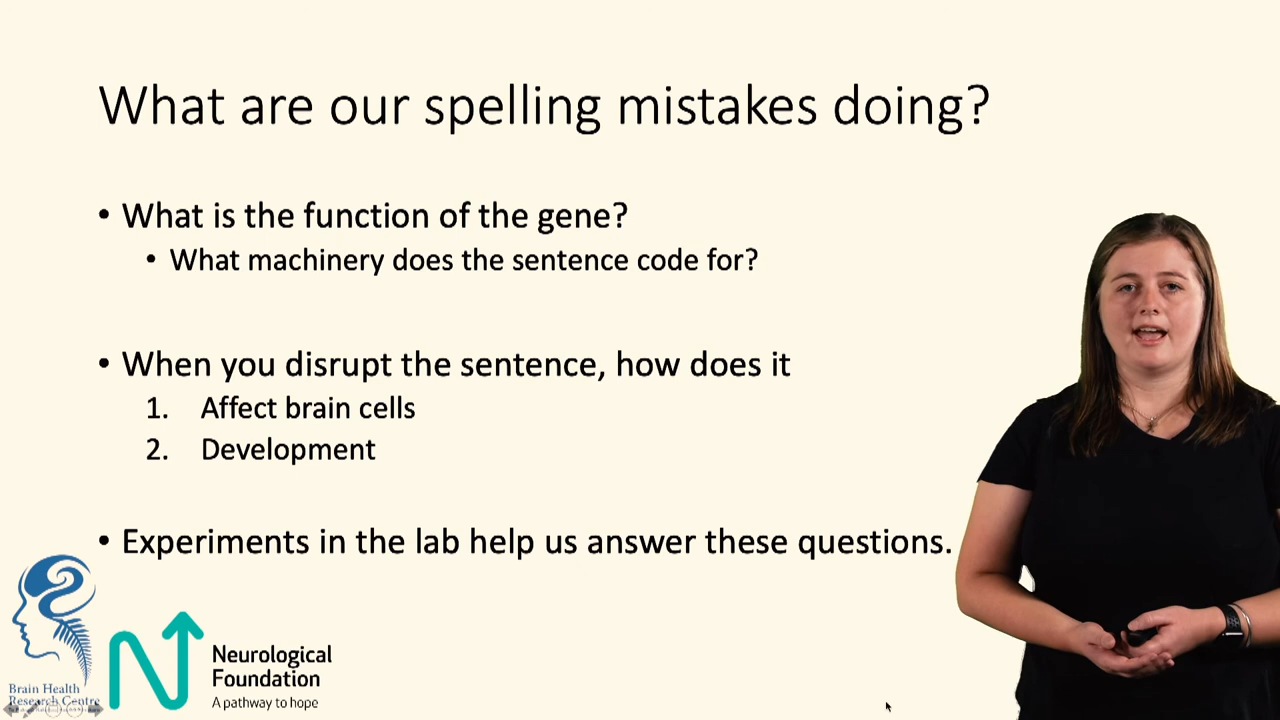 What are our spelling mistakes doing?
• What is the function of the gene?
• What machinery does the sentence code for?
• When you disrupt the sentence, how does it
1. Affect brain cells
2. Development
• Experiments in the lab help us answer these questions.
Brain Health
Research Centre
Neurological
Foundation
A pathway to hope